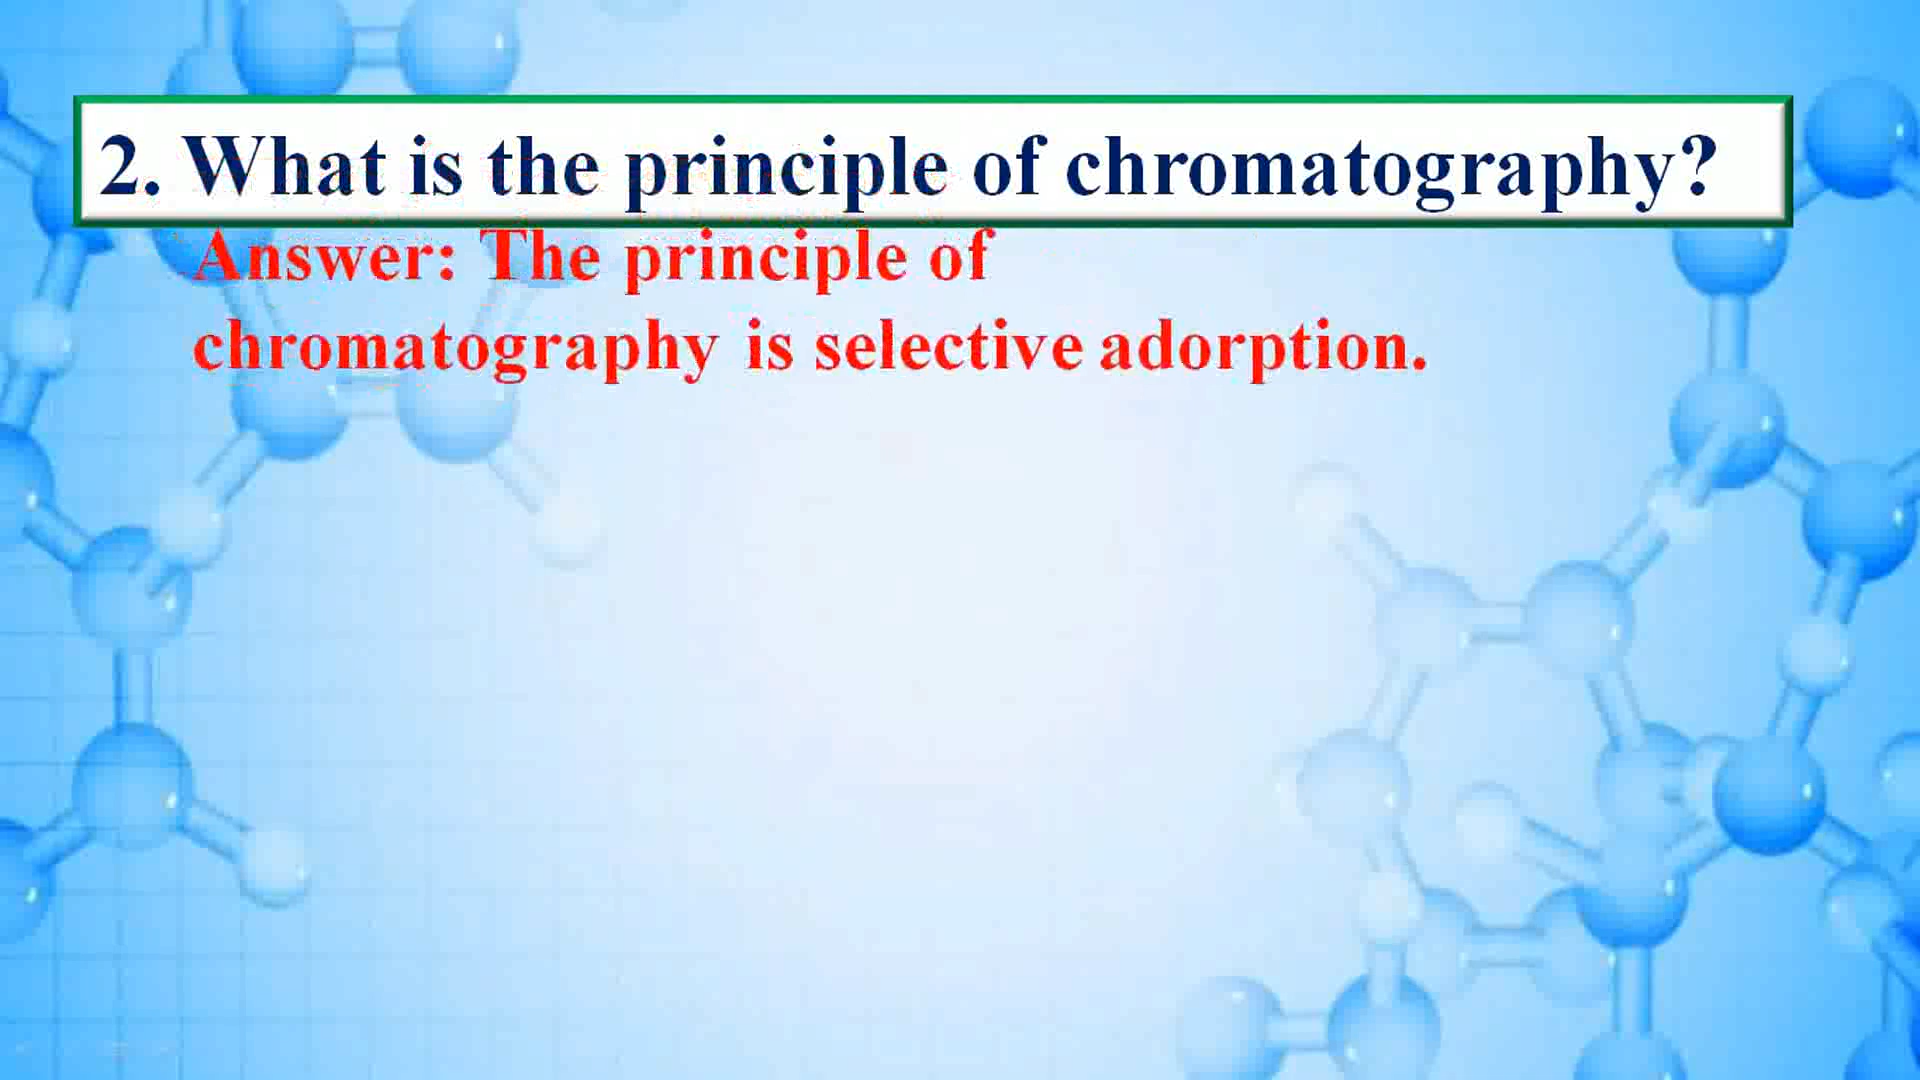 2. What is the principle of chromatography?
Answer: The principle of
chromatography is selective adorption.